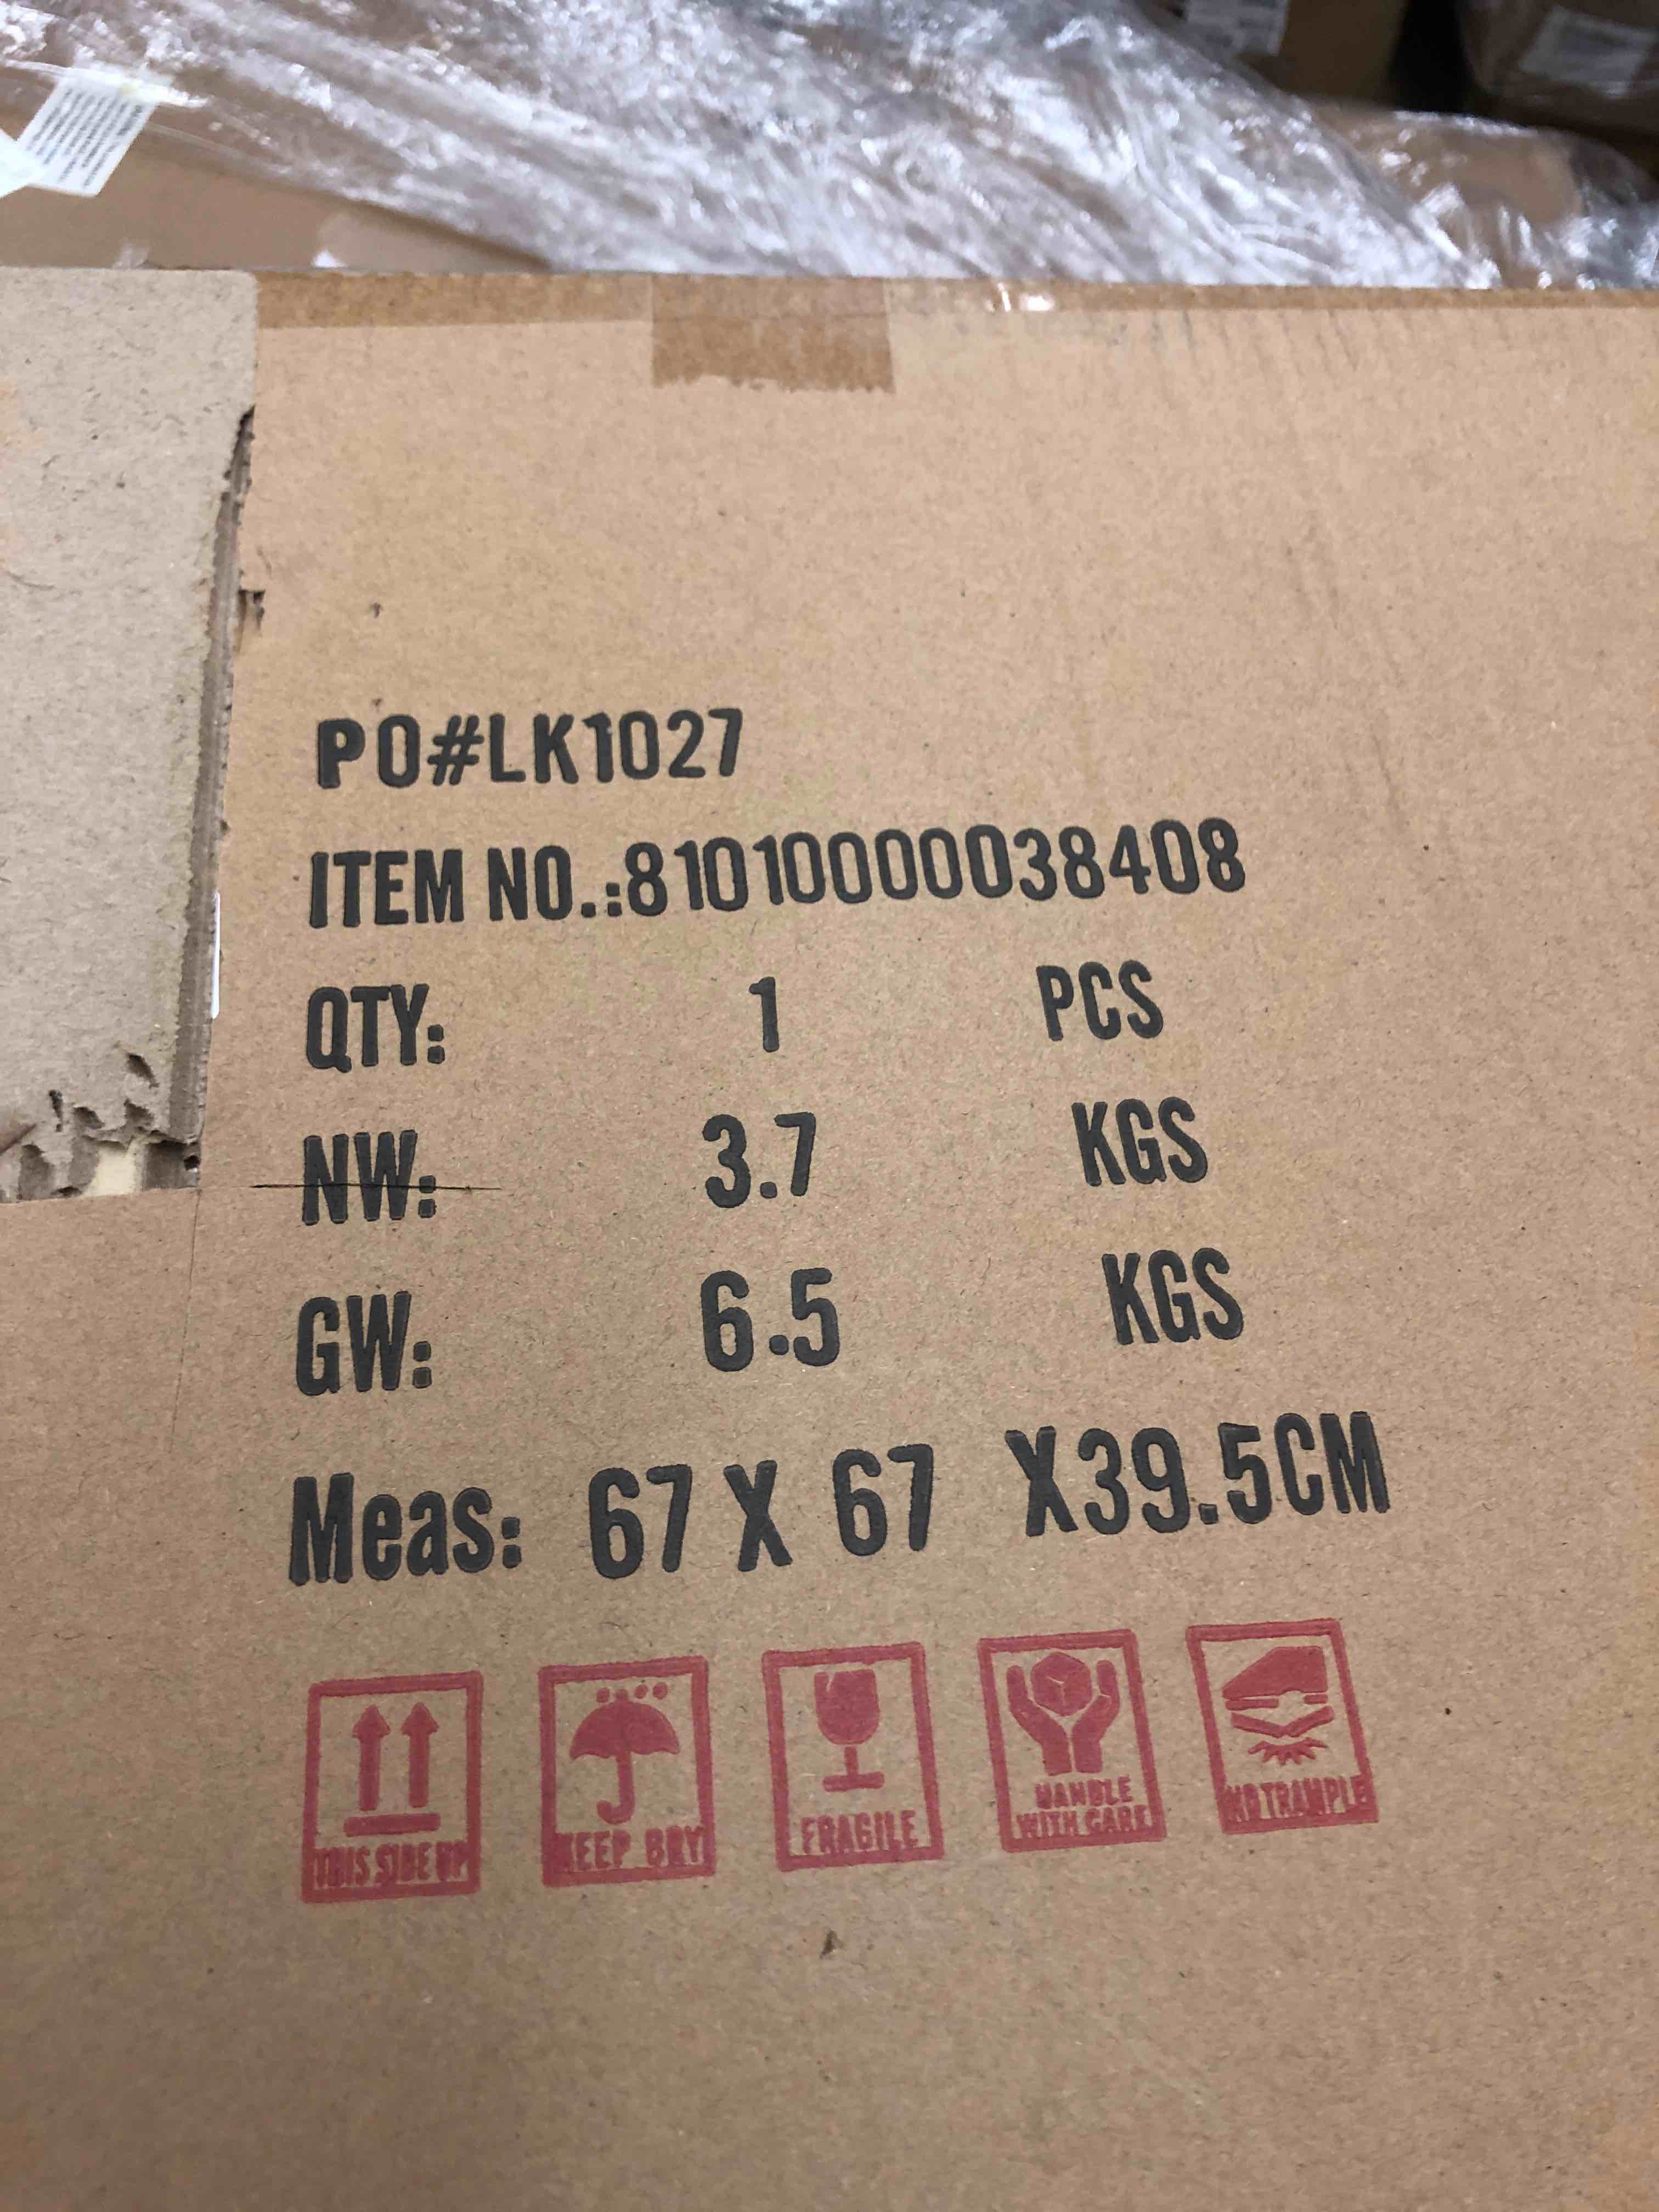 PO#LK1027
ITEM NO.:81010000038408
QTY: 1 PCS
NW: 3.7 KGS
GW: 6.5 KGS
Meas: 67 X 67 X39.5CM
THIS SIDE UP
KEEP DRY
FRAGILE
HANDLE
WITH CARE
NO TRAMPLE